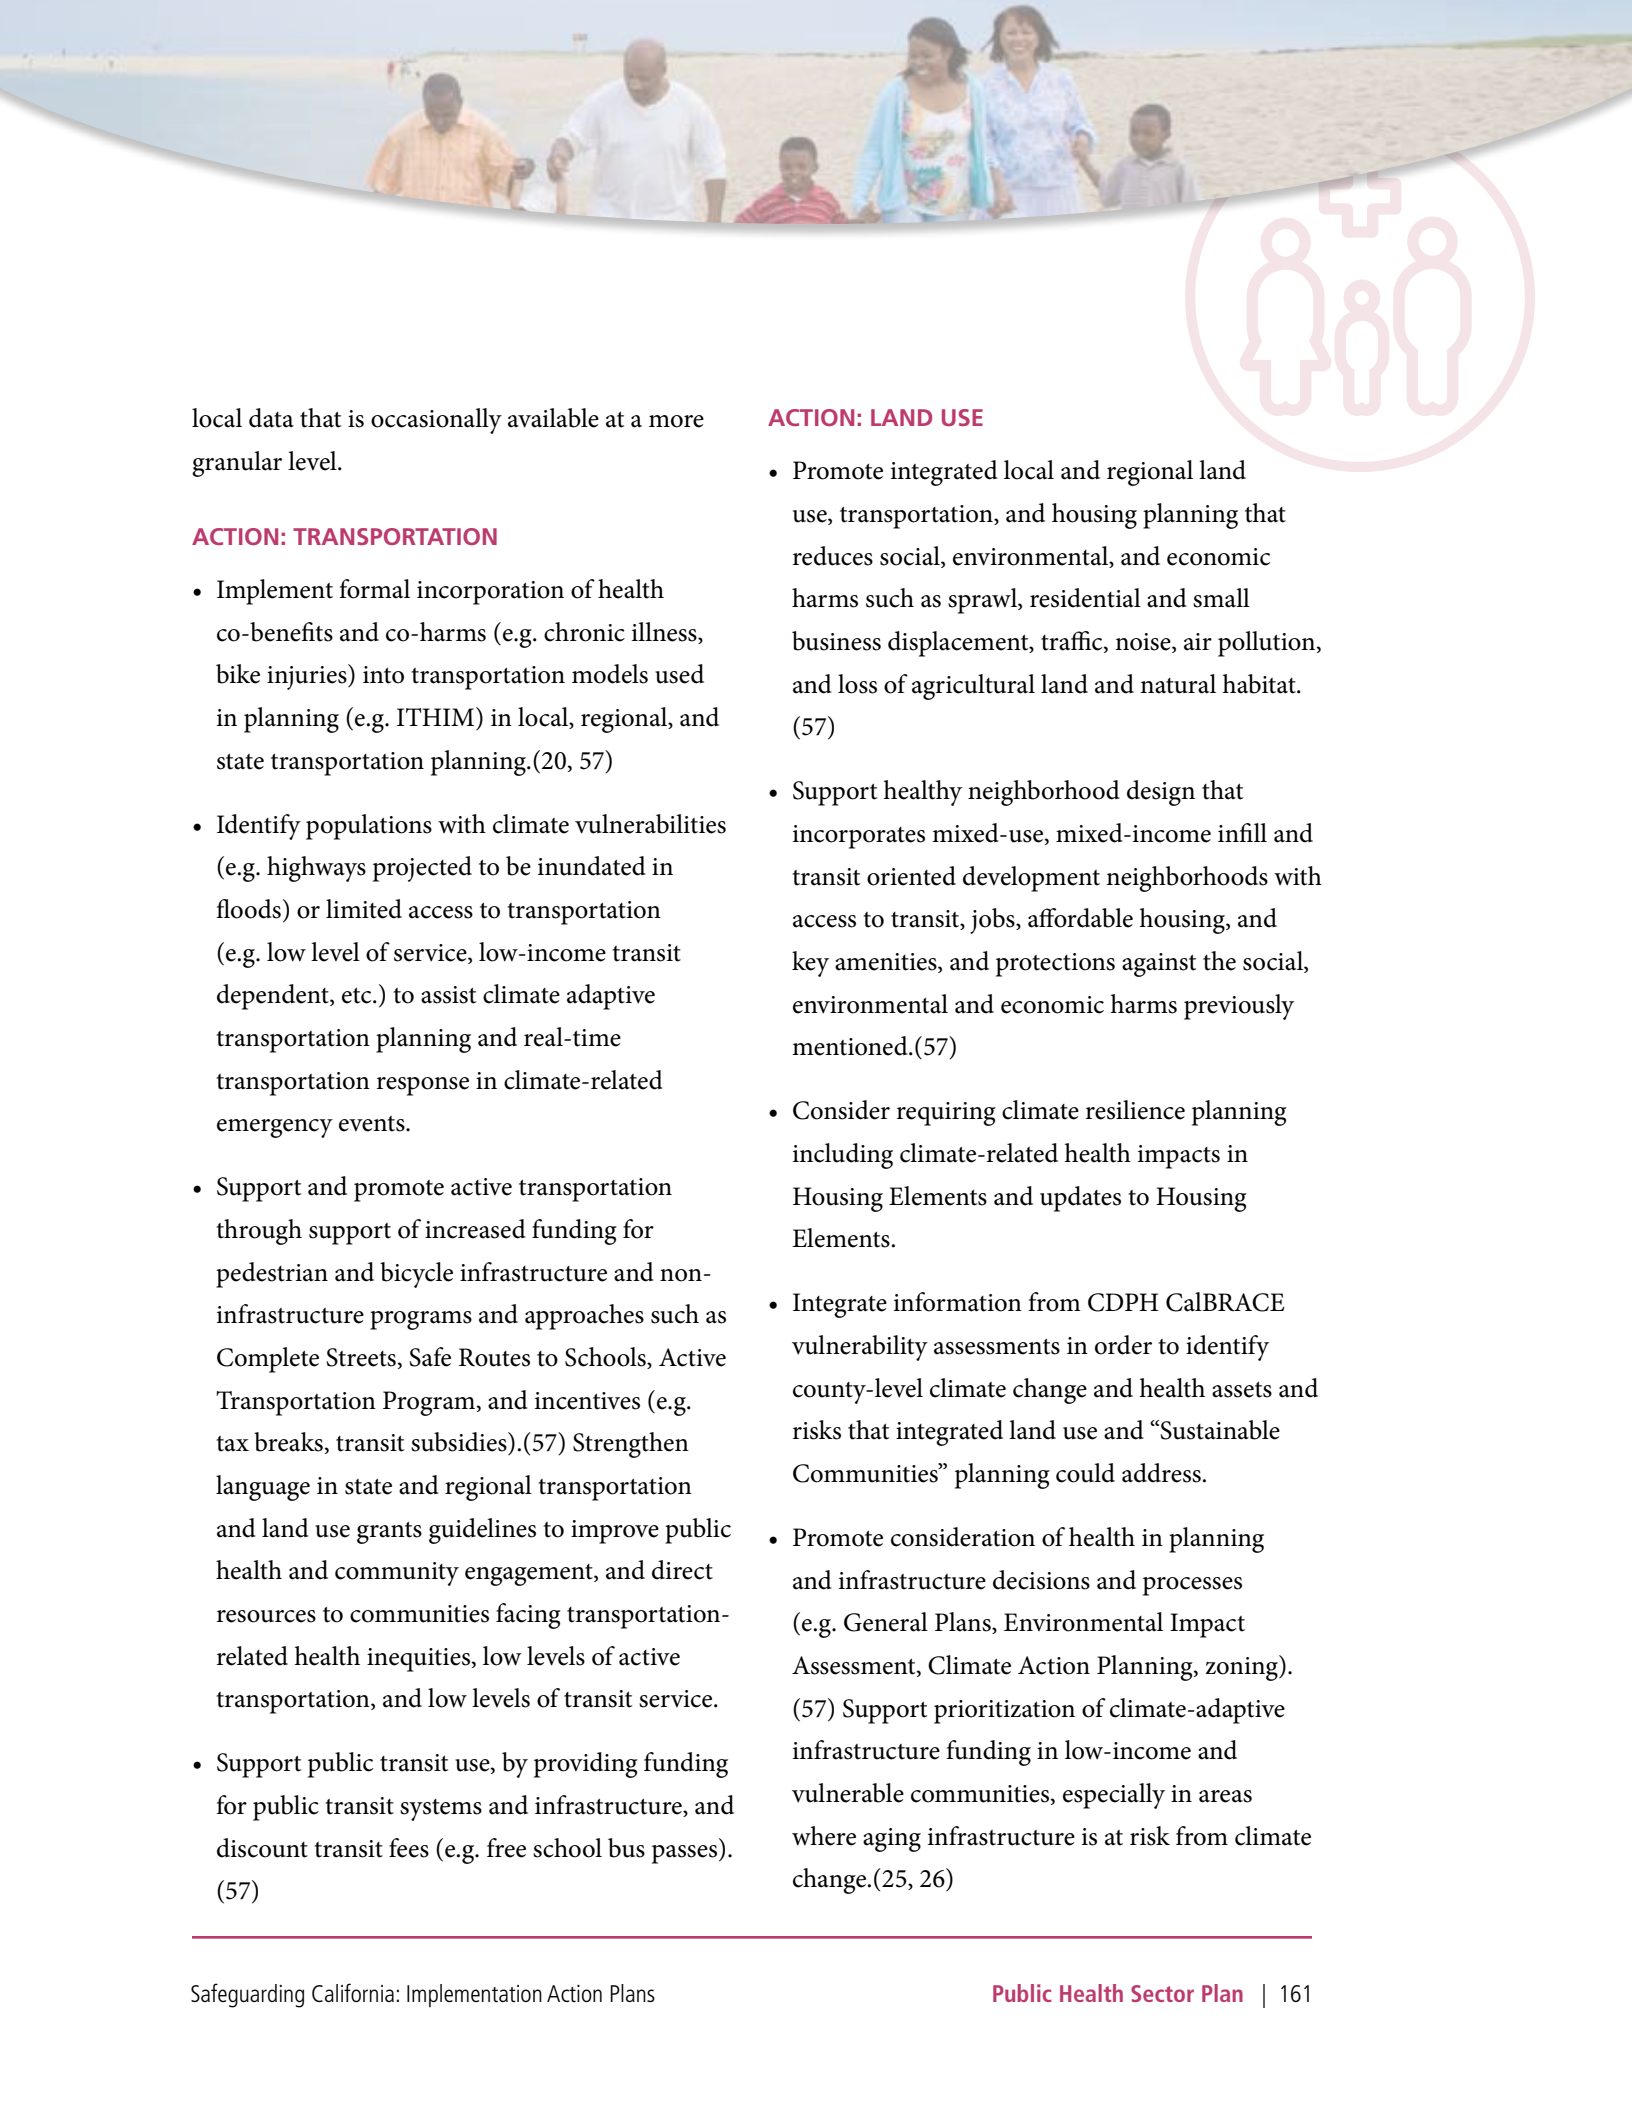 local data that is occasionally available at a more
granular level.
ACTION: TRANSPORTATION
• Implement formal incorporation of health
co-benefits and co-harms (e.g. chronic illness,
bike injuries) into transportation models used
in planning (e.g. ITHIM) in local, regional, and
state transportation planning.(20, 57)
• Identify populations with climate vulnerabilities
(e.g. highways projected to be inundated in
floods) or limited access to transportation
(e.g. low level of service, low-income transit
dependent, etc.) to assist climate adaptive
transportation planning and real-time
transportation response in climate-related
emergency events.
• Support and promote active transportation
through support of increased funding for
pedestrian and bicycle infrastructure and non-
infrastructure programs and approaches such as
Complete Streets, Safe Routes to Schools, Active
Transportation Program, and incentives (e.g.
tax breaks, transit subsidies).(57) Strengthen
language in state and regional transportation
and land use grants guidelines to improve public
health and community engagement, and direct
resources to communities facing transportation-
related health inequities, low levels of active
transportation, and low levels of transit service.
• Support public transit use, by providing funding
for public transit systems and infrastructure, and
discount transit fees (e.g. free school bus passes).
(57)
ACTION: LAND USE
• Promote integrated local and regional land
use, transportation, and housing planning that
reduces social, environmental, and economic
harms such as sprawl, residential and small
business displacement, traffic, noise, air pollution,
and loss of agricultural land and natural habitat.
(57)
• Support healthy neighborhood design that
incorporates mixed-use, mixed-income infill and
transit oriented development neighborhoods with
access to transit, jobs, affordable housing, and
key amenities, and protections against the social,
environmental and economic harms previously
mentioned.(57)
• Consider requiring climate resilience planning
including climate-related health impacts in
Housing Elements and updates to Housing
Elements.
• Integrate information from CDPH CalBRACE
vulnerability assessments in order to identify
county-level climate change and health assets and
risks that integrated land use and “Sustainable
Communities” planning could address.
• Promote consideration of health in planning
and infrastructure decisions and processes
(e.g. General Plans, Environmental Impact
Assessment, Climate Action Planning, zoning).
(57) Support prioritization of climate-adaptive
infrastructure funding in low-income and
vulnerable communities, especially in areas
where aging infrastructure is at risk from climate
change.(25, 26)
Safeguarding California: Implementation Action Plans
Public Health Sector Plan | 161